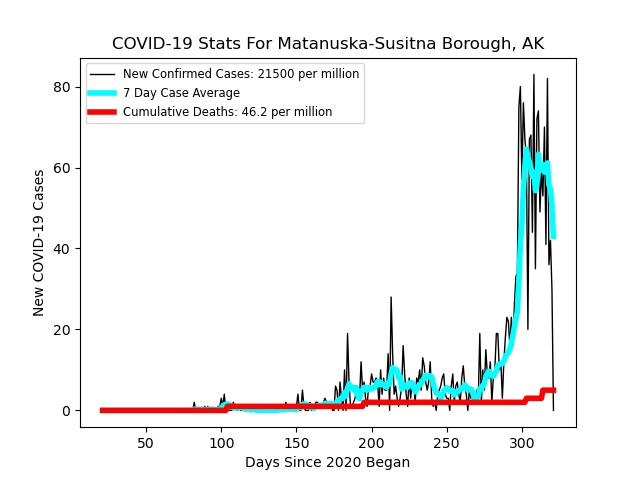 COVID-19 Stats For Matanuska-Susitna Borough, AK
New Confirmed Cases: 21500 per million
7 Day Case Average
Cumulative Deaths: 46.2 per million
New COVID-19 Cases
80
60
40
20
0
50 100 150 200 250 300
Days Since 2020 Began